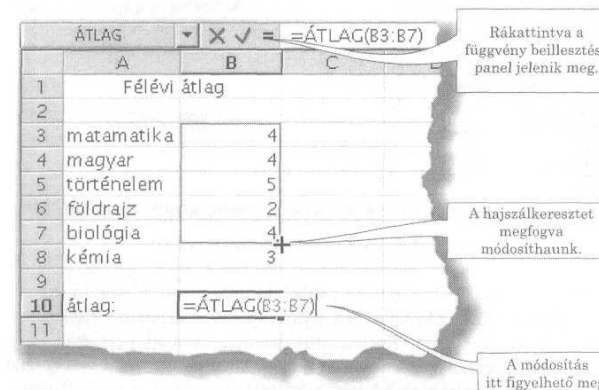 ÁTLAG =ÁTLAG(B3:B7)
Rákattintva a
függvény beillesztés
panel jelenik meg.
A B C
1 Félévi átlag
2
3 matamatika 4
4 magyar 4
5 történelem 5
6 földrajz 2
7 biológia 4
8 kémia 3
9
10 átlag: =ÁTLAG(B3:B7)
11
A hajszálkeresztet
megfogva
módosíthaunk.
A módosítás
itt figyelhető meg